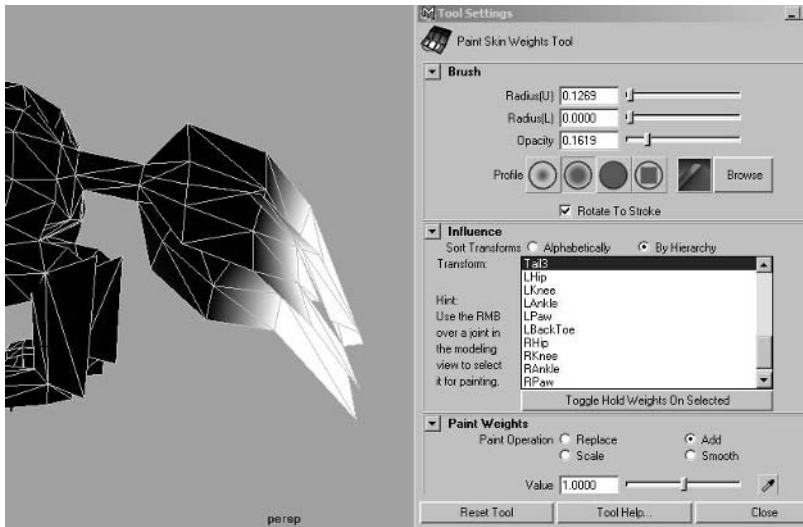 Tool Settings
Paint Skin Weights Tool
Brush
Radius(U) 0.1269
Radius(L) 0.0000
Opacity 0.1619
Profile Browse
Rotate To Stroke
Influence
Sort Transforms Alphabetically By Hierarchy
Transform:
Tail3
LHip
LKnee
LAnkle
LPaw
LBackToe
RHip
RKnee
RAnkle
RPaw
Hint:
Use the RMB
over a joint in
the modeling
view to select
it for painting.
Toggle Hold Weights On Selected
Paint Weights
Paint Operation Replace Add
Scale Smooth
Value 1.0000
Reset Tool Tool Help... Close
persp